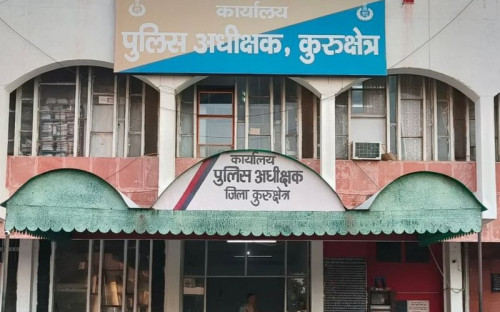 कार्यालय
पुलिस अधीक्षक, कुरुक्षेत्र
कार्यालय
पुलिस अधीक्षक
जिला कुरुक्षेत्र